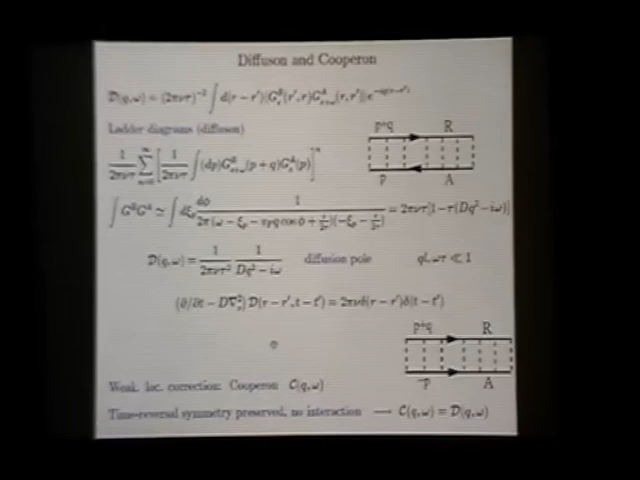 Diffuson and Cooperon
𝒟(q,ω) = (2πντ)⁻² ∫ d(r − r′)⟨G^R_ε(r′,r)G^A_{ε+ω}(r,r′)⟩e^{−iq(r−r′)}
Ladder diagrams (diffuson)
p+q R
p A
1/2πντ ∑_{n=0}^∞ [1/2πντ ∫(dp)G^R_{ε+ω}(p + q)G^A_ε(p)]^n
∫ G^R G^A ≃ ∫ dξ_p dφ/2π 1/(ω − ξ_p − v_F q cos φ + i/2τ)(−ξ_p − i/2τ) = 2πντ[1 − τ(Dq² − iω)]
𝒟(q,ω) = 1/2πντ² 1/Dq² − iω diffusion pole ql, ωτ ≪ 1
(∂/∂t − D∇²_r) 𝒟(r − r′, t − t′) = 2πνδ(r − r′)δ(t − t′)
p+q R
-p A
Weak. loc. correction: Cooperon 𝒞(q,ω)
Time-reversal symmetry preserved, no interaction ⟶ 𝒞(q,ω) = 𝒟(q,ω)